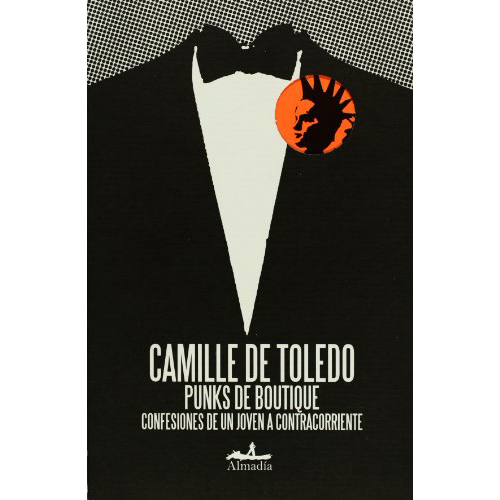 CAMILLE DE TOLEDO
PUNKS DE BOUTIQUE
CONFESIONES DE UN JOVEN A CONTRACORRIENTE
Almadía